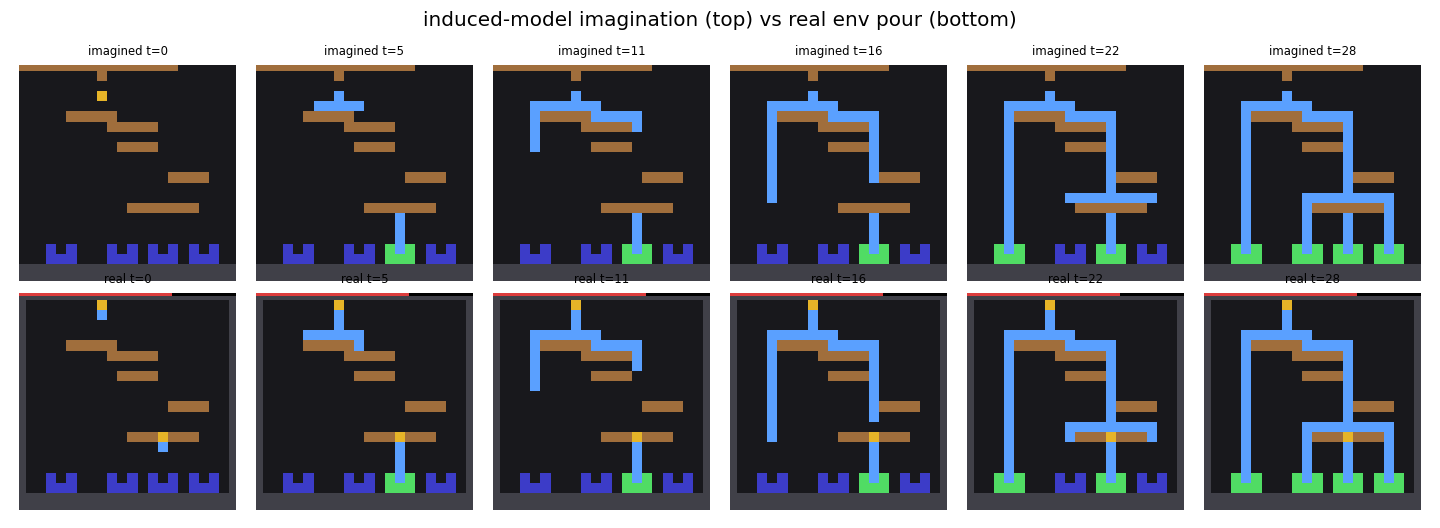 induced-model imagination (top) vs real env pour (bottom)
imagined t=0 imagined t=5 imagined t=11 imagined t=16 imagined t=22 imagined t=28
real t=0 real t=5 real t=11 real t=16 real t=22 real t=28